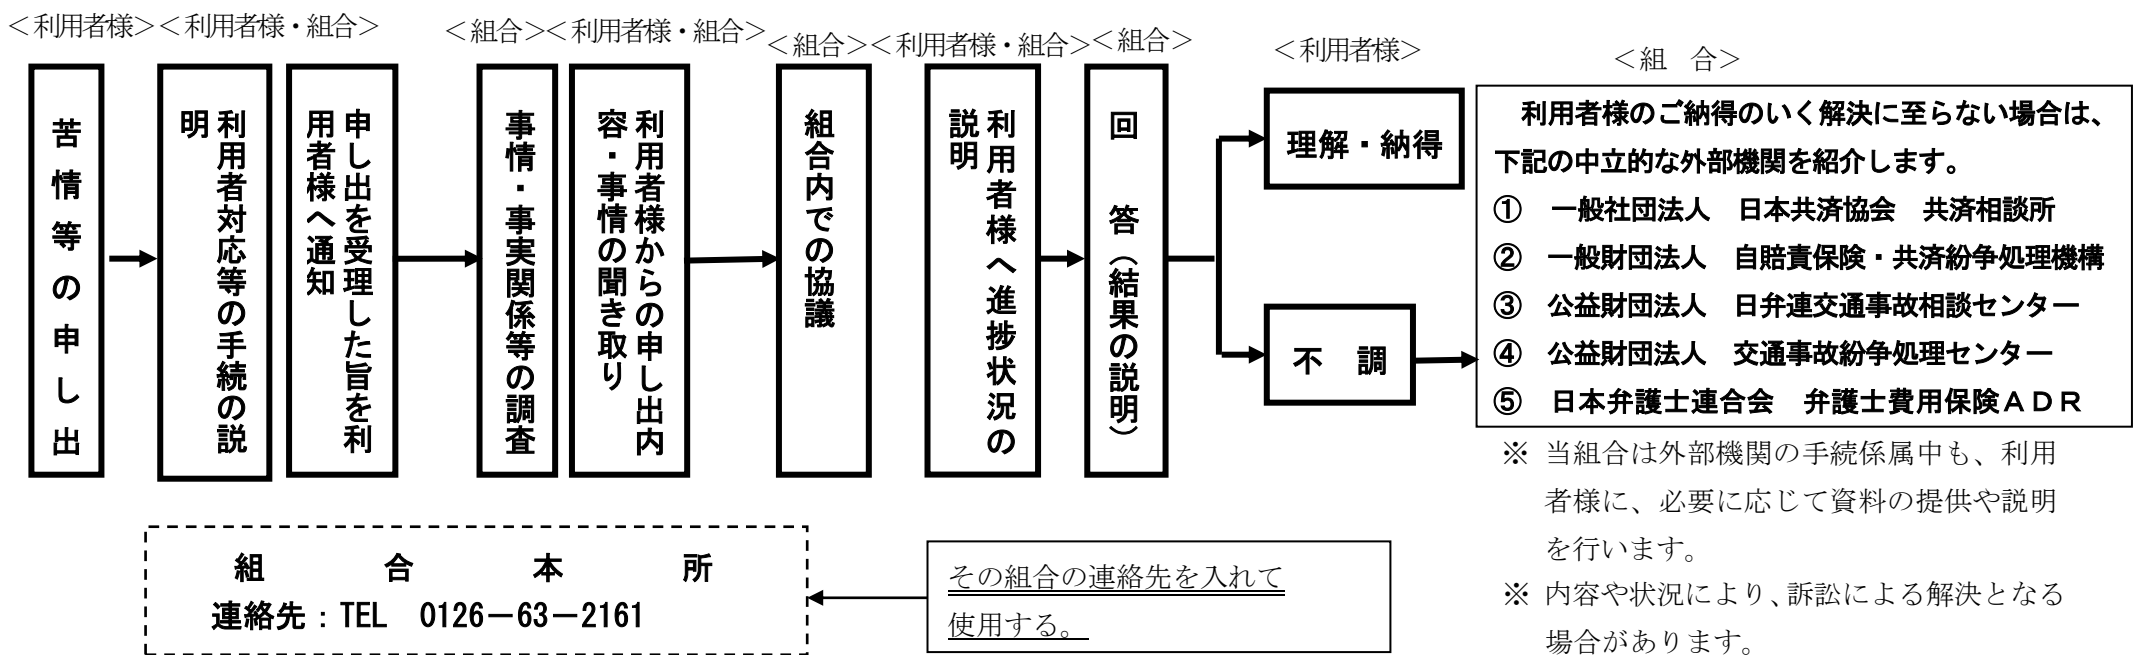 ＜利用者様＞
＜利用者様・組合＞
＜組合＞
＜利用者様・組合＞
＜組合＞
＜利用者様・組合＞
＜組合＞
＜利用者様＞
＜組　合＞
苦情等の申し出
利用者対応等の手続の説
明
申し出を受理した旨を利
用者様へ通知
事情・事実関係等の調査
利用者様からの申し出内
容・事情の聞き取り
組合内での協議
利用者様へ進捗状況の
説明
回　答（結果の説明）
理解・納得
不　調
利用者様のご納得のいく解決に至らない場合は、
下記の中立的な外部機関を紹介します。
①　一般社団法人　日本共済協会　共済相談所
②　一般財団法人　自賠責保険・共済紛争処理機構
③　公益財団法人　日弁連交通事故相談センター
④　公益財団法人　交通事故紛争処理センター
⑤　日本弁護士連合会　弁護士費用保険ＡＤＲ
※ 当組合は外部機関の手続係属中も、利用
者様に、必要に応じて資料の提供や説明
を行います。
※ 内容や状況により、訴訟による解決となる
場合があります。
組　合　本　所
連絡先：TEL　0126－63－2161
その組合の連絡先を入れて
使用する。